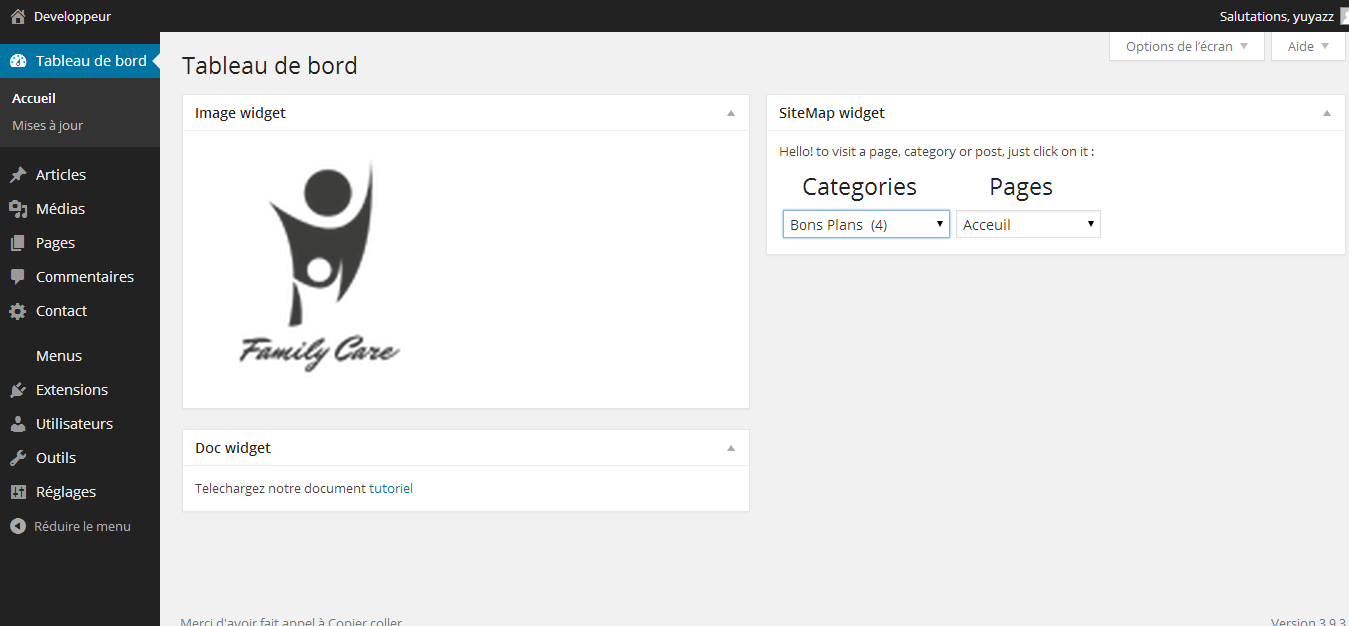 Developpeur
Salutations, yuyazz
Tableau de bord
Accueil
Mises à jour
Articles
Médias
Pages
Commentaires
Contact
Menus
Extensions
Utilisateurs
Outils
Réglages
Réduire le menu
Options de l'écran
Aide
Tableau de bord
Image widget
Family Care
Doc widget
Telechargez notre document tutoriel
SiteMap widget
Hello! to visit a page, category or post, just click on it :
Categories Pages
Bons Plans (4) Acceuil
Merci d'avoir fait appel à Copier coller
Version 3.9.3